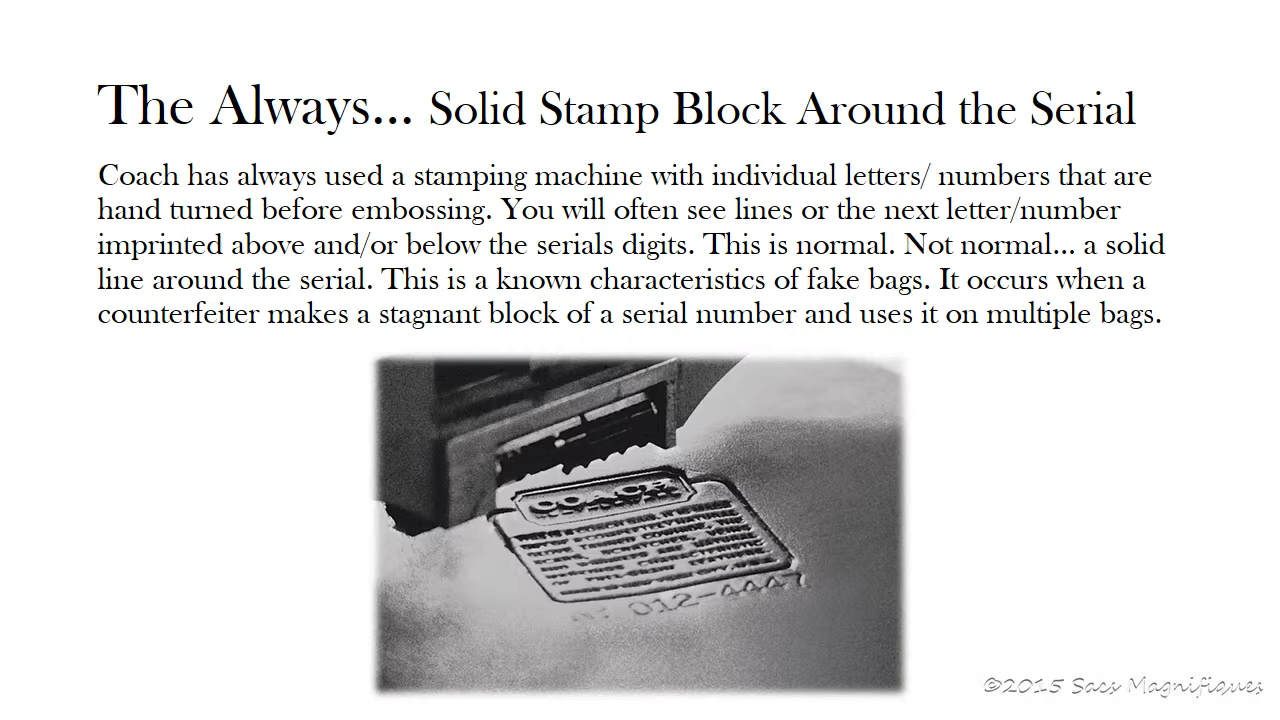 The Always... Solid Stamp Block Around the Serial
Coach has always used a stamping machine with individual letters/ numbers that are
hand turned before embossing. You will often see lines or the next letter/number
imprinted above and/or below the serials digits. This is normal. Not normal... a solid
line around the serial. This is a known characteristics of fake bags. It occurs when a
counterfeiter makes a stagnant block of a serial number and uses it on multiple bags.
COACH
012-444
©2015 Sacs Magnifiques